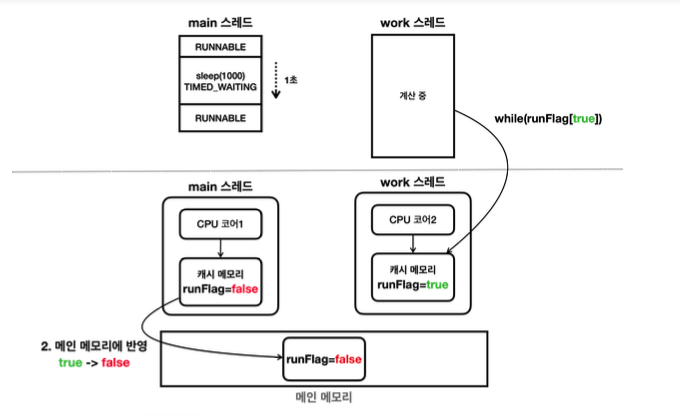 main 스레드
work 스레드
RUNNABLE
sleep(1000)
TIMED_WAITING
1초
RUNNABLE
계산 중
while(runFlag[true])
main 스레드
work 스레드
CPU 코어1
CPU 코어2
캐시 메모리
runFlag=false
캐시 메모리
runFlag=true
2. 메인 메모리에 반영
true -> false
runFlag=false
메인 메모리